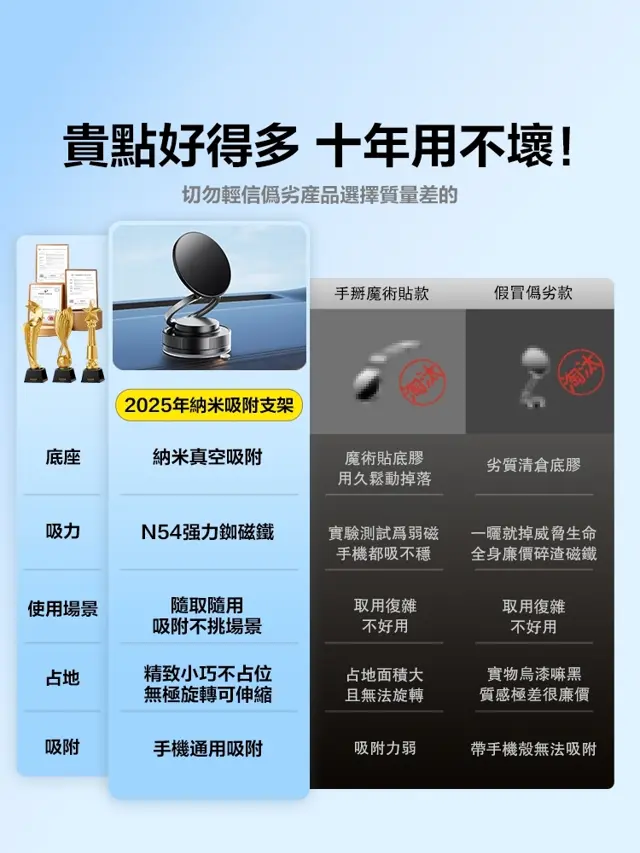 貴點好得多 十年用不壞！
切勿輕信僞劣産品選擇質量差的
手掰魔術貼款
假冒僞劣款
淘汰
淘汰
2025年納米吸附支架
底座
納米真空吸附
魔術貼底膠
用久鬆動掉落
劣質清倉底膠
吸力
N54强力銣磁鐵
實驗測試爲弱磁
手機都吸不穩
一曬就掉威脅生命
全身廉價碎渣磁鐵
使用場景
隨取隨用
吸附不挑場景
取用復雜
不好用
取用復雜
不好用
占地
精致小巧不占位
無極旋轉可伸縮
占地面積大
且無法旋轉
實物烏漆嘛黑
質感極差很廉價
吸附
手機通用吸附
吸附力弱
帶手機殼無法吸附